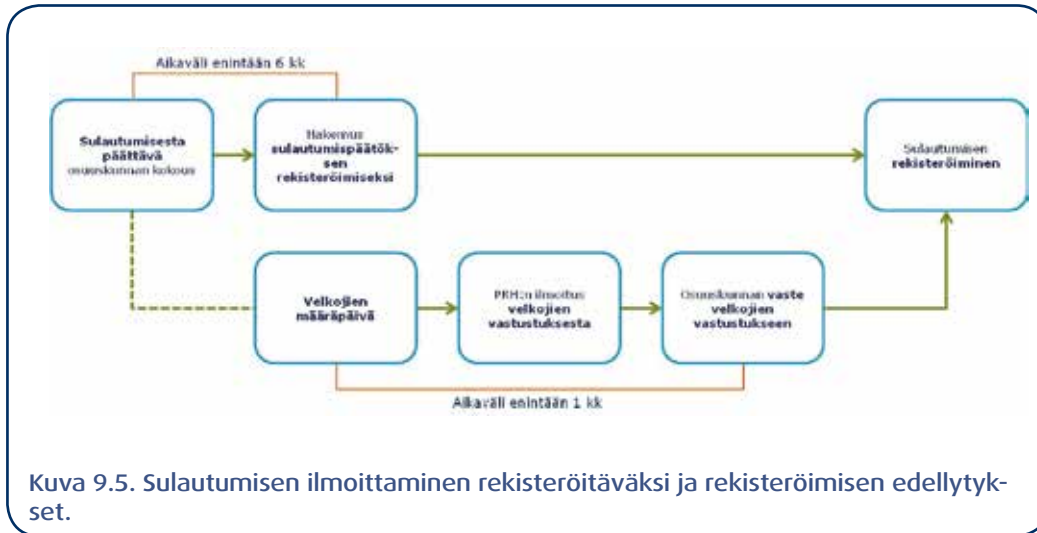 Aikaväli enintään 6 kk
Sulautumisesta
päättävä
osuuskunnan kokous
Hakemus
sulautumispäätök-
sen
rekisteröimiseksi
Sulautumisen
rekisteröiminen
Velkojien
määräpäivä
PRH:n ilmoitus
velkojien
vastustuksesta
Osuuskunnan vaste
velkojien
vastustukseen
Aikaväli enintään 1 kk
Kuva 9.5. Sulautumisen ilmoittaminen rekisteröitäväksi ja rekisteröimisen edellytyk-
set.